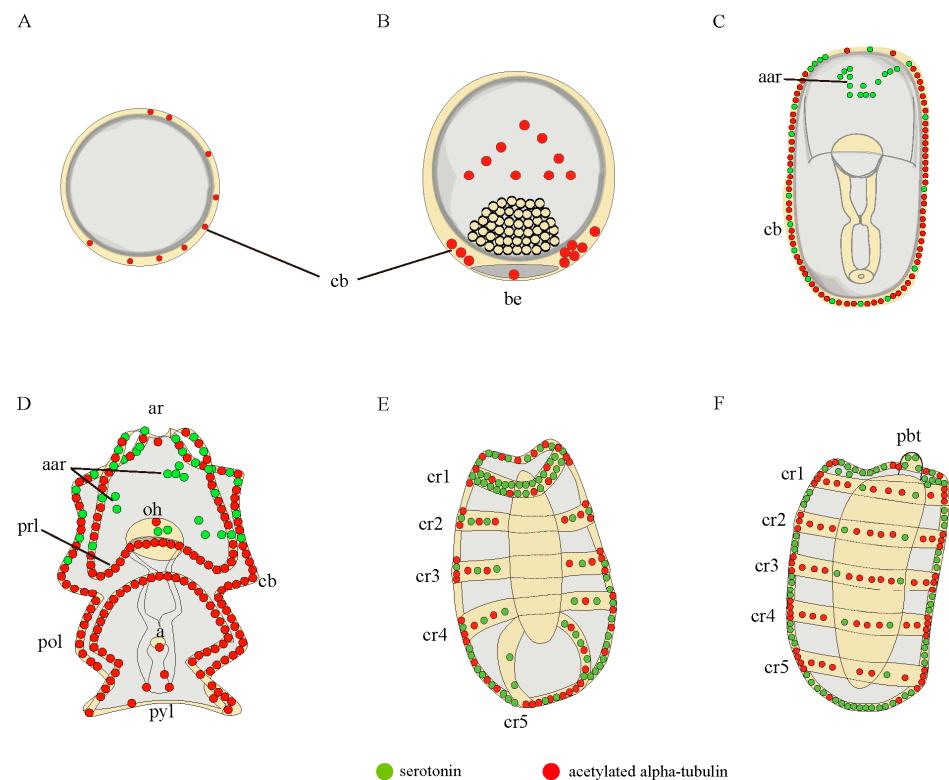 A
B
C
aar
cb
cb
be
D
E
F
ar
pbt
aar
cr1
cr1
oh
cr2
cr2
prl
cr3
cr3
cb
pol
a
cr4
cr4
cr5
pyl
cr5
serotonin
acetylated alpha-tubulin